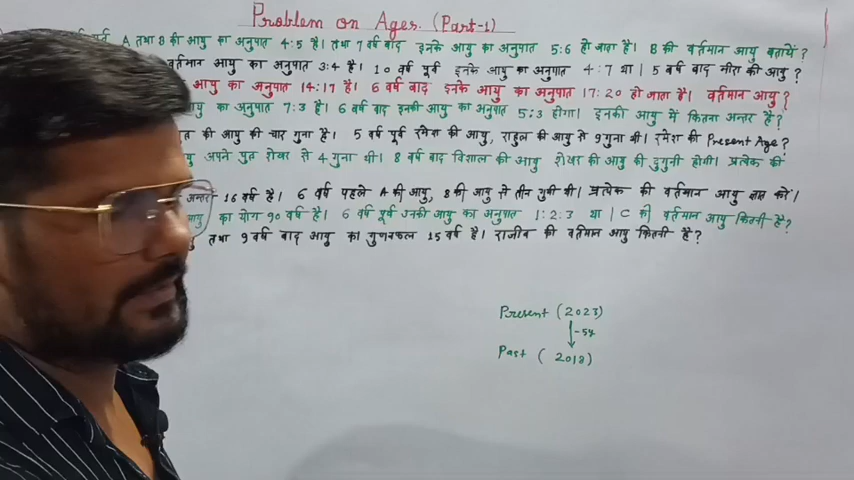 Problem on Ages (Part-1)
A तथा B की आयु का अनुपात 4:5 है। तथा 7 वर्ष बाद इनके आयु का अनुपात 5:6 हो जाता है। B की वर्तमान आयु बतायें?
वर्तमान आयु का अनुपात 3:4 है। 10 वर्ष पूर्व इनके आयु का अनुपात 4:7 था। 5 वर्ष बाद मीरा की आयु?
आयु का अनुपात 14:17 है। 6 वर्ष बाद इनके आयु का अनुपात 17:20 हो जाता है। वर्तमान आयु?
आयु का अनुपात 7:3 है। 6 वर्ष बाद इनकी आयु का अनुपात 5:3 होगा। इनकी आयु में कितना अन्तर है?
की आयु की चार गुना है। 5 वर्ष पूर्व रमेश की आयु, राहुल की आयु से 9 गुना थी। रमेश की Present Age?
अपने पुत्र शेखर से 4 गुना थी। 8 वर्ष बाद विशाल की आयु शेखर की आयु की दुगुनी होगी। प्रत्येक की
अन्तर 16 वर्ष है। 6 वर्ष पहले A की आयु, B की आयु से तीन गुनी थी। प्रत्येक की वर्तमान आयु ज्ञात करें।
आयु का योग 90 वर्ष है। 6 वर्ष पूर्व उनकी आयु का अनुपात 1:2:3 था। C की वर्तमान आयु कितनी है?
तथा 9 वर्ष बाद आयु का गुणनफल 15 वर्ष है। राजीव की वर्तमान आयु कितनी है?
Present (2023)
-5y
Past (2018)